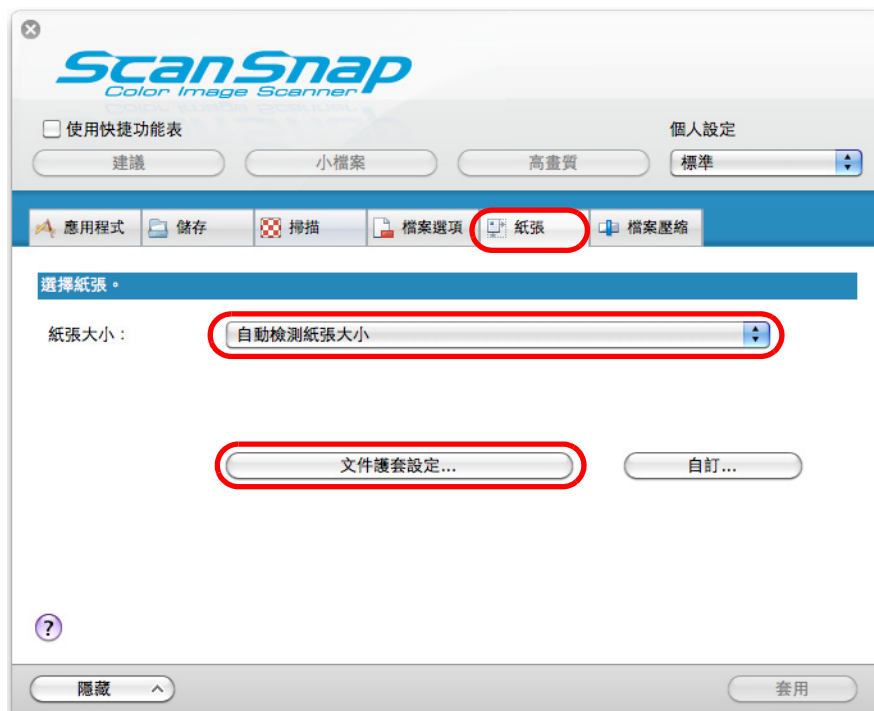 ScanSnap
Color Image Scanner
使用快捷功能表
個人設定
建議 小檔案 高畫質 標準
應用程式 儲存 掃描 檔案選項 紙張 檔案壓縮
選擇紙張。
紙張大小： 自動檢測紙張大小
文件護套設定... 自訂...
?
隱藏 套用